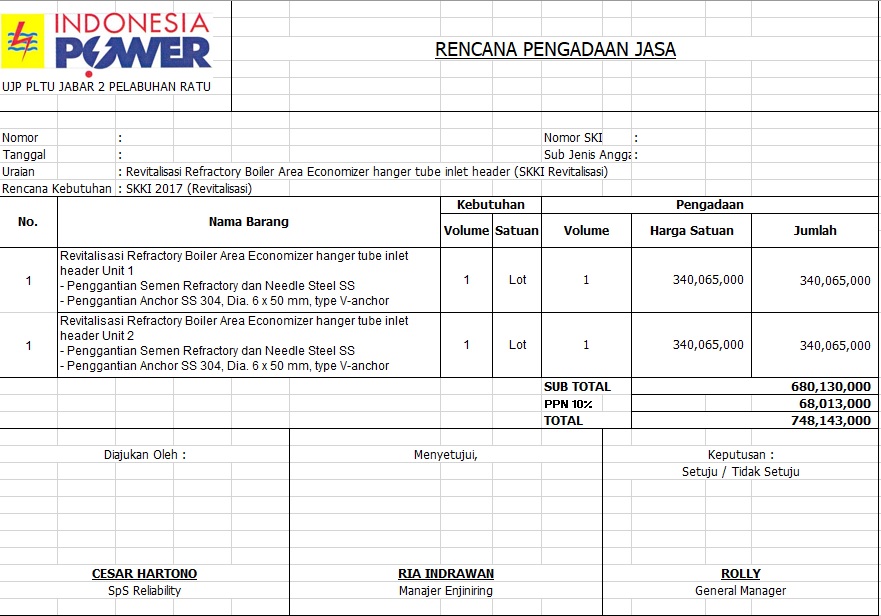 INDONESIA
POWER
UJP PLTU JABAR 2 PELABUHAN RATU
RENCANA PENGADAAN JASA
Nomor : Nomor SKI :
Tanggal : Sub Jenis Angga :
Uraian : Revitalisasi Refractory Boiler Area Economizer hanger tube inlet header (SKKI Revitalisasi)
Rencana Kebutuhan : SKKI 2017 (Revitalisasi)
No. Nama Barang Kebutuhan Pengadaan
Volume Satuan Volume Harga Satuan Jumlah
Revitalisasi Refractory Boiler Area Economizer hanger tube inlet
header Unit 1
1 1 Lot 1 340,065,000 340,065,000
- Penggantian Semen Refractory dan Needle Steel SS
- Penggantian Anchor SS 304, Dia. 6 x 50 mm, type V-anchor
Revitalisasi Refractory Boiler Area Economizer hanger tube inlet
header Unit 2
1 1 Lot 1 340,065,000 340,065,000
- Penggantian Semen Refractory dan Needle Steel SS
- Penggantian Anchor SS 304, Dia. 6 x 50 mm, type V-anchor
SUB TOTAL 680,130,000
PPN 10% 68,013,000
TOTAL 748,143,000
Diajukan Oleh : Menyetujui, Keputusan :
Setuju / Tidak Setuju
CESAR HARTONO RIA INDRAWAN ROLLY
SpS Reliability Manajer Enjiniring General Manager